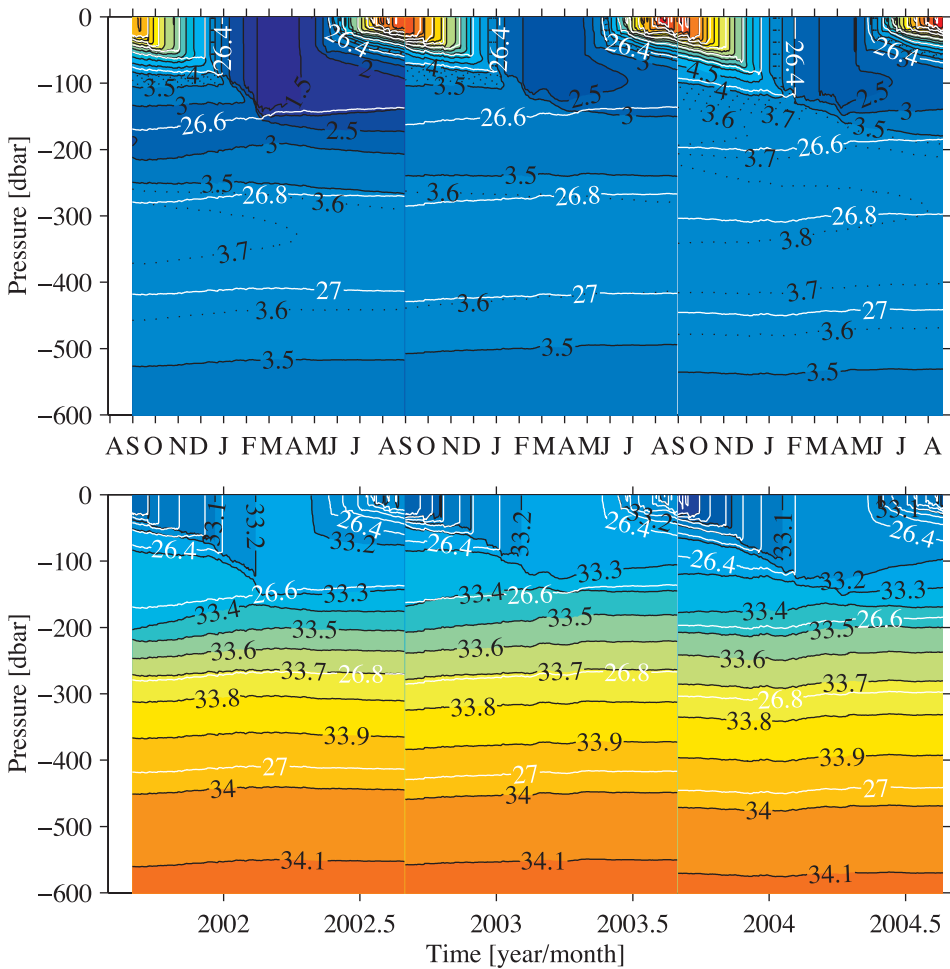 0
−100
−200
−300
−400
−500
−600
Pressure [dbar]
26.4 26.4 26.4 26.4 26.4
4 4 4.5 4
3.5 3.5
3 2 1.5 2.5 2.5
26.6 26.6 26.6
3 2.5 3 3.5
3.6 3.7 3.7
3.5 3.6 3.6 3.5
26.8 26.8 26.8
3.7 3.8
27 27 27
3.6 3.6 3.7 3.6
3.5 3.5 3.5
A S O N D J F M A M J J A S O N D J F M A M J J A S O N D J F M A M J A
0
−100
−200
−300
−400
−500
−600
Pressure [dbar]
33.1 33.2 33.2 33.2 33.1 33.1
26.4 26.4 26.4 26.4 26.4 26.4
33.2 33.3 33.2
26.6 33.3 33.4 26.6 33.3
33.4 33.5 33.5 33.4 33.5 26.6
33.6 33.6 33.6
33.7 26.8 33.7 26.8 26.8 33.7
33.8 33.8 33.8
33.9 33.9 33.9
27 27 27
34 34 34
34.1 34.1 34.1
2002 2002.5 2003 2003.5 2004 2004.5
Time [year/month]